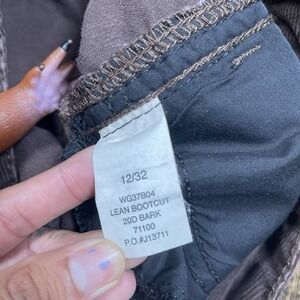 12/32
WG37B04
LEAN BOOTCUT
20D BARK
71100
P.O.#J13711